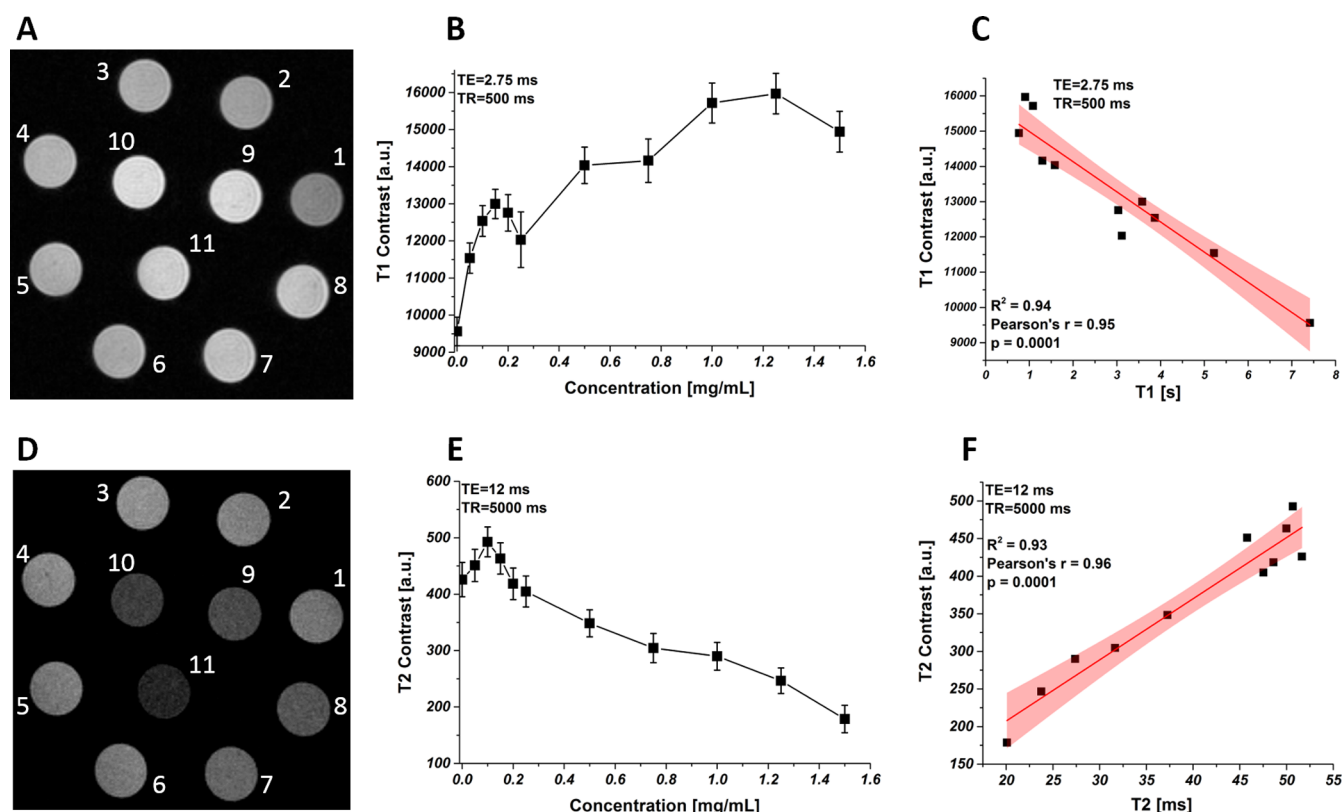 A
3
2
4
10
9
1
11
5
8
6
7
B
TE=2.75 ms
TR=500 ms
T1 Contrast [a.u.]
16000
15000
14000
13000
12000
11000
10000
9000
0.0 0.2 0.4 0.6 0.8 1.0 1.2 1.4 1.6
Concentration [mg/mL]
C
TE=2.75 ms
TR=500 ms
T1 Contrast [a.u.]
16000
15000
14000
13000
12000
11000
10000
9000
R² = 0.94
Pearson's r = 0.95
p = 0.0001
0 1 2 3 4 5 6 7 8
T1 [s]
D
3
2
4
10
9
1
11
5
8
6
7
E
TE=12 ms
TR=5000 ms
T2 Contrast [a.u.]
600
500
400
300
200
100
0.0 0.2 0.4 0.6 0.8 1.0 1.2 1.4 1.6
Concentration [mg/mL]
F
TE=12 ms
TR=5000 ms
R² = 0.93
Pearson's r = 0.96
p = 0.0001
T2 Contrast [a.u.]
500
450
400
350
300
250
200
150
20 25 30 35 40 45 50 55
T2 [ms]